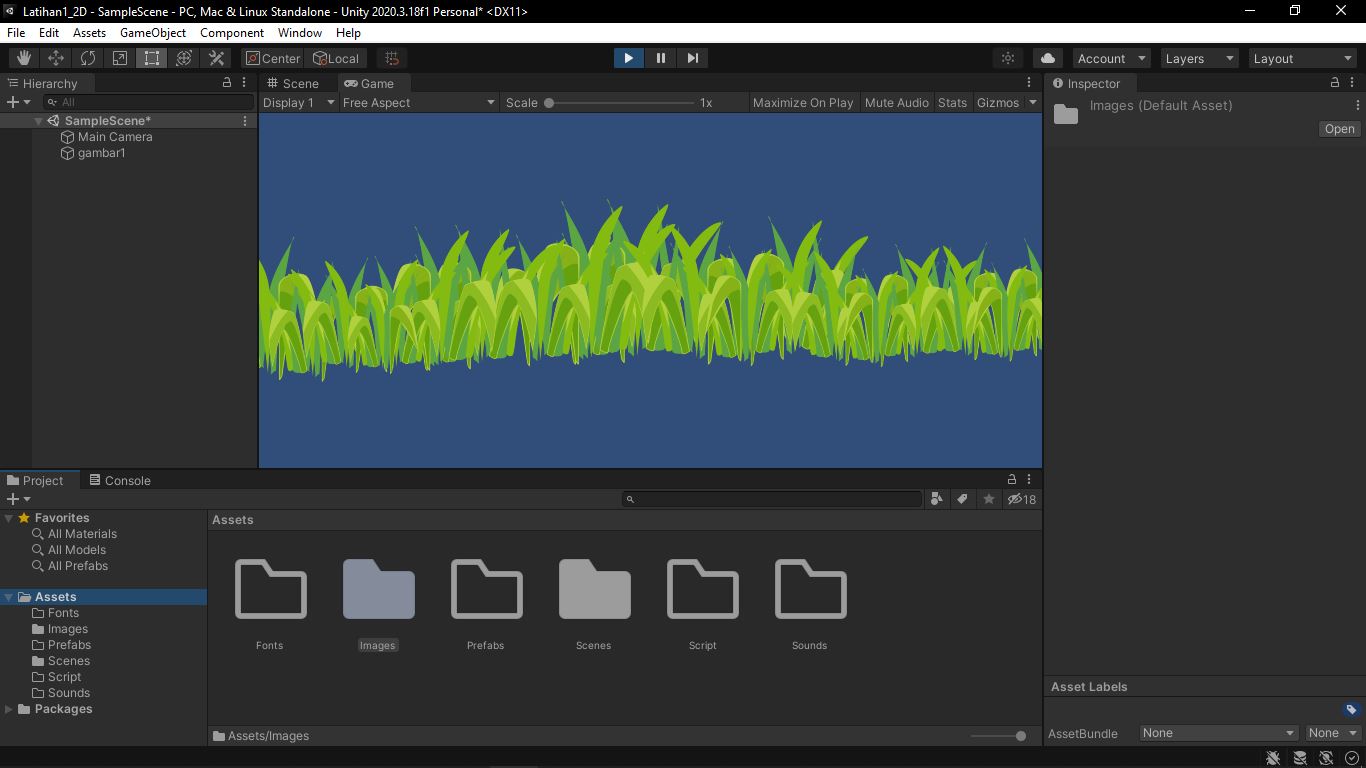 Latihan1_2D - SampleScene - PC, Mac & Linux Standalone - Unity 2020.3.18f1 Personal* <DX11>
File Edit Assets GameObject Component Window Help
Center Local Account Layers Layout
Hierarchy
All
SampleScene*
Main Camera
gambar1
Scene Game
Display 1 Free Aspect Scale 1x Maximize On Play Mute Audio Stats Gizmos
Inspector
Images (Default Asset)
Open
Project Console
18
Favorites
All Materials
All Models
All Prefabs
Assets
Fonts
Images
Prefabs
Scenes
Script
Sounds
Packages
Assets
Fonts Images Prefabs Scenes Script Sounds
Assets/Images
Asset Labels
AssetBundle None None